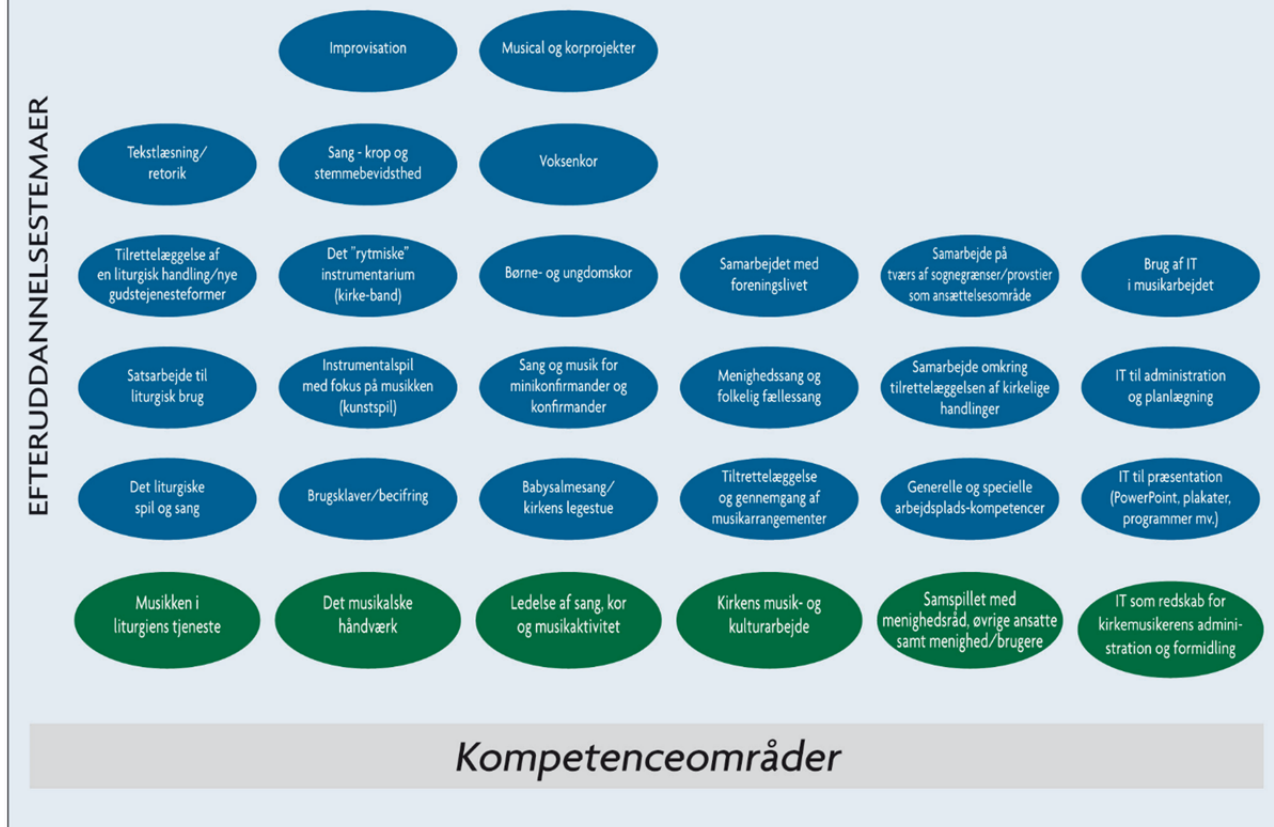 EFTERUDDANNELSESTEMAER
Improvisation
Musical og korprojekter
Tekstlæsning/
retorik
Sang - krop og
stemmebevidsthed
Voksenkor
Tilrettelæggelse af
en liturgisk handling/nye
gudstjenesteformer
Det ”rytmiske”
instrumentarium
(kirke-band)
Børne- og ungdomskor
Samarbejdet med
foreningslivet
Samarbejde på
tværs af sognegrænser/provstier
som ansættelsesområde
Brug af IT
i musikarbejdet
Satsarbejde til
liturgisk brug
Instrumentalspil
med fokus på musikken
(kunstspil)
Sang og musik for
minikonfirmander og
konfirmander
Menighedssang og
folkelig fællessang
Samarbejde omkring
tilrettelæggelsen af kirkelige
handlinger
IT til administration
og planlægning
Det liturgiske
spil og sang
Brugsklaver/becifring
Babysalmesang/
kirkens legestue
Tiltrettelæggelse
og gennemgang af
musikarrangementer
Generelle og specielle
arbejdsplads-kompetencer
IT til præsentation
(PowerPoint, plakater,
programmer mv.)
Musikken i
liturgiens tjeneste
Det musikalske
håndværk
Ledelse af sang, kor
og musikaktivitet
Kirkens musik- og
kulturarbejde
Samspillet med
menighedsråd, øvrige ansatte
samt menighed/brugere
IT som redskab for
kirkemusikerens admini-
stration og formidling
Kompetenceområder